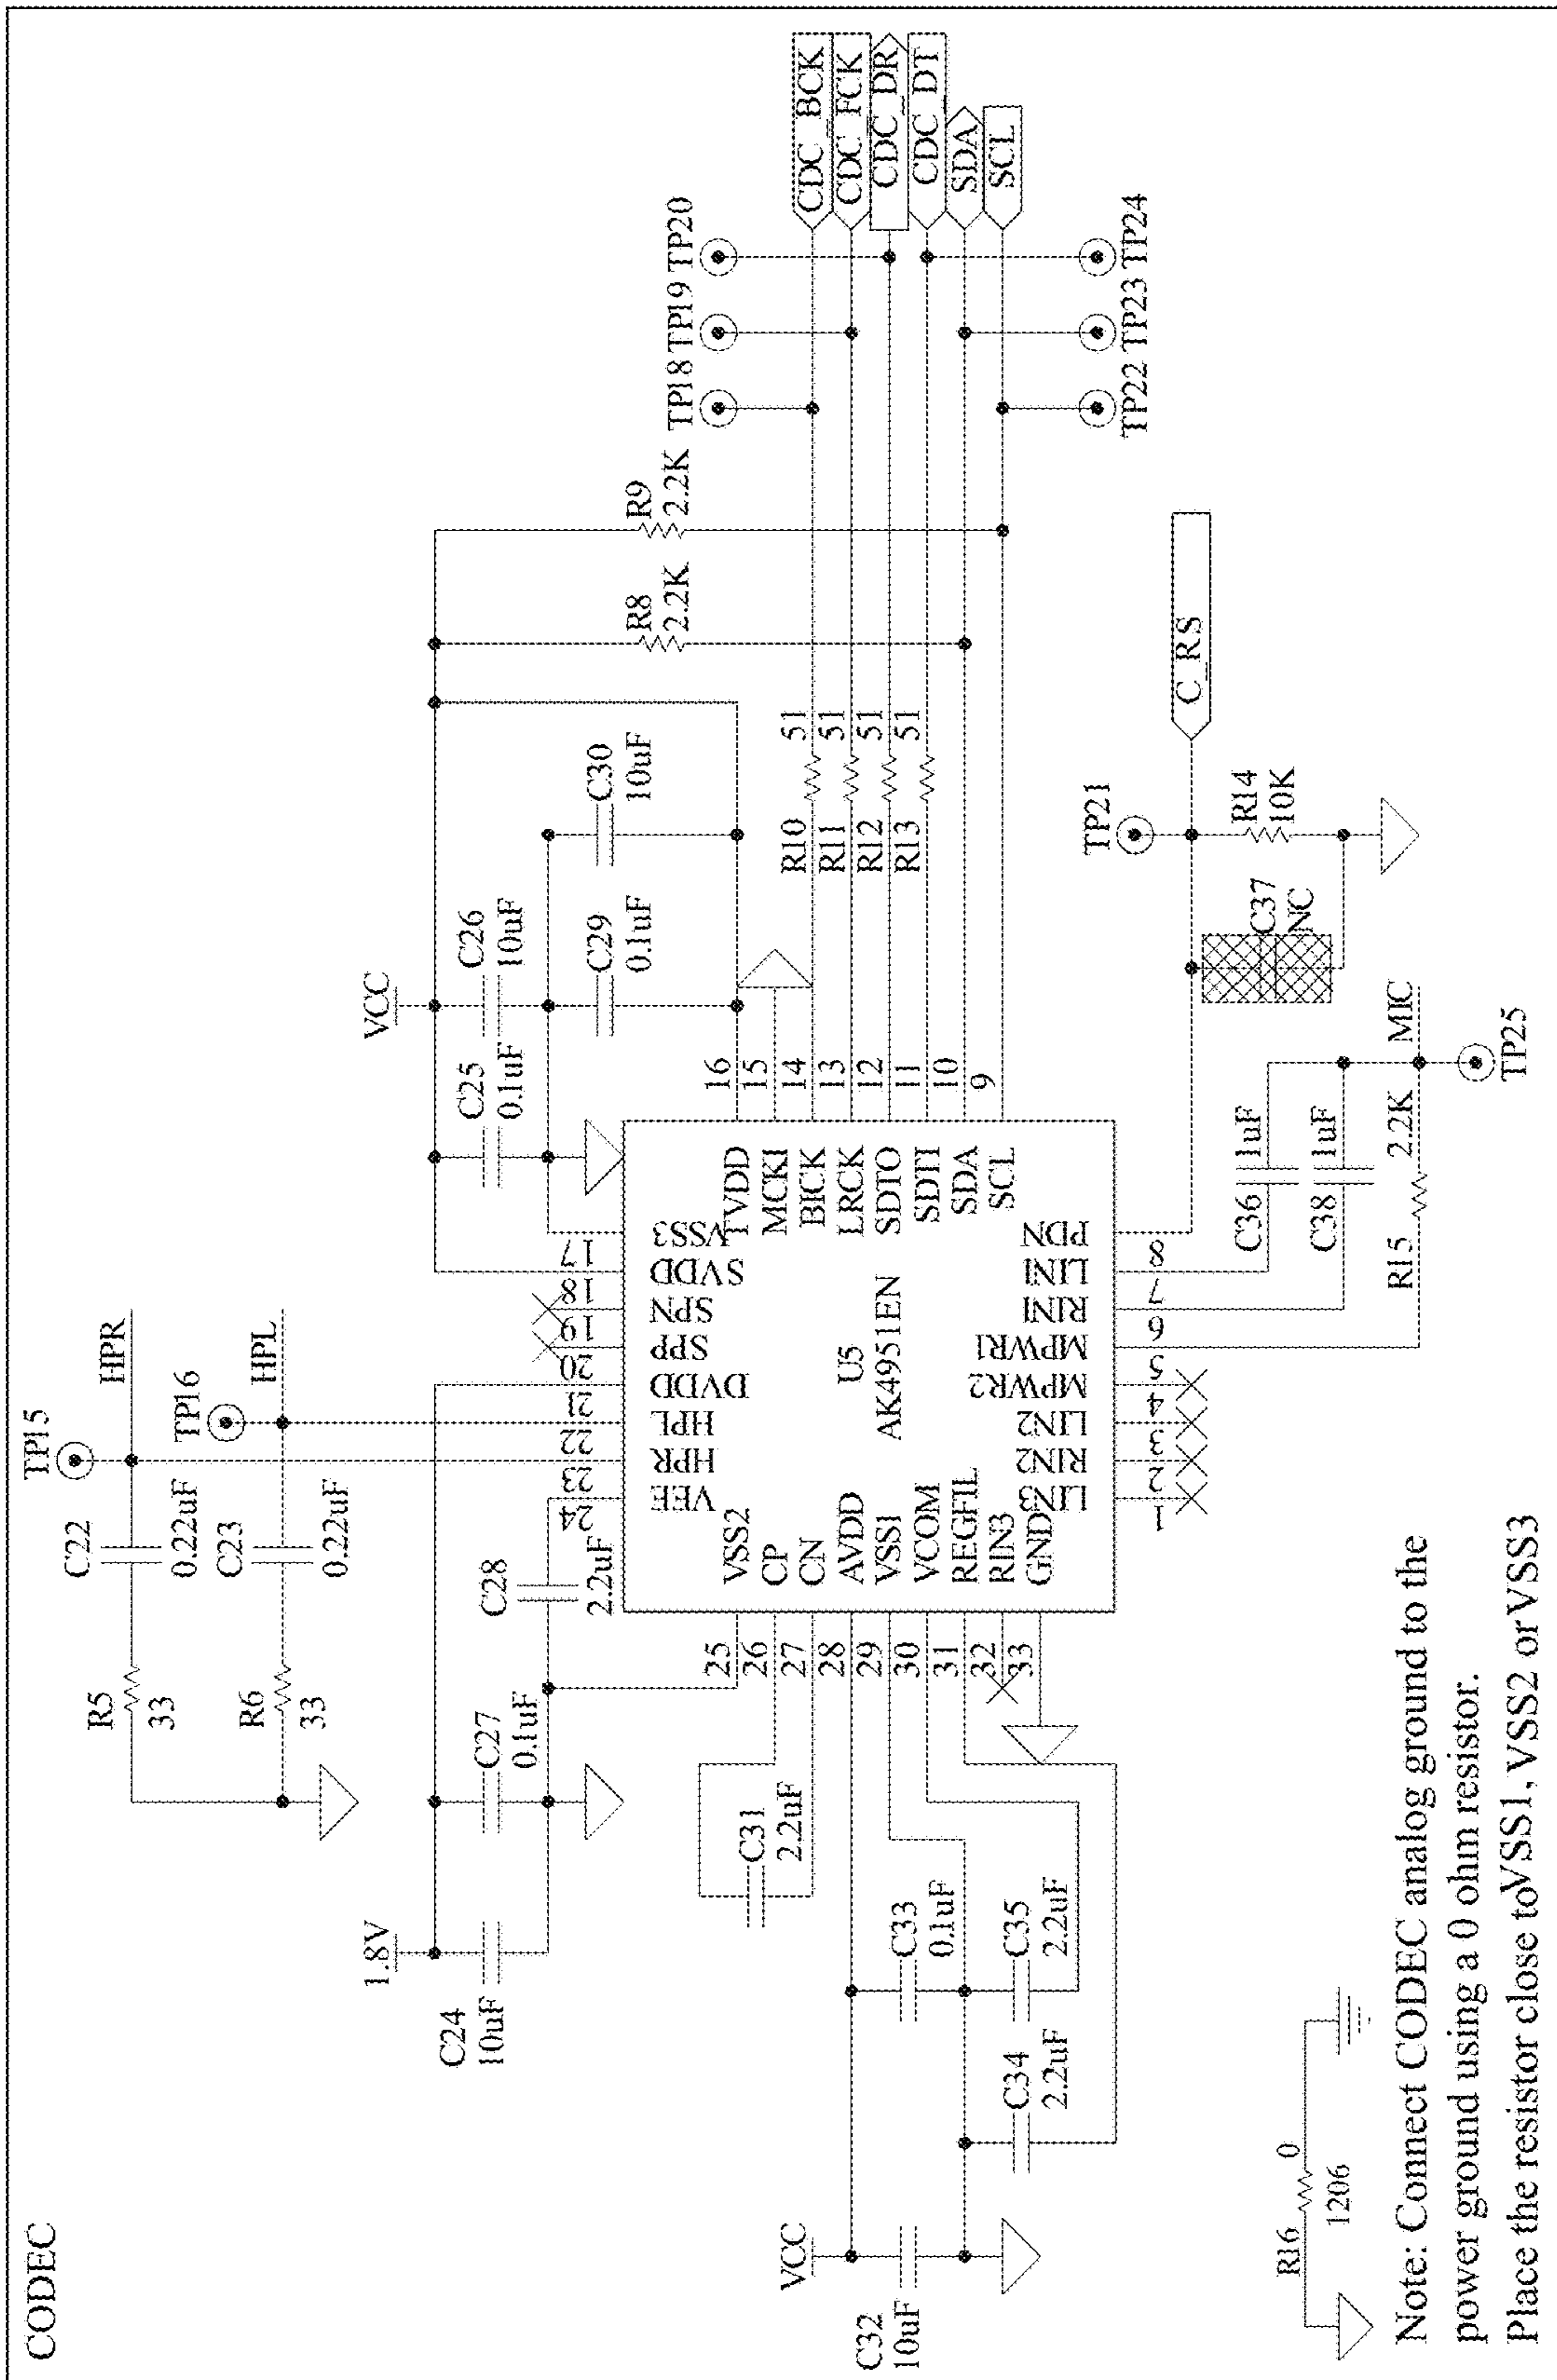 CODEC
TP15
HPR
C22
0.22uF
R5
33
TP16
HPL
C23
0.22uF
R6
33
1.8V
C24
10uF
C27
0.1uF
C28
2.2uF
VCC
C25
0.1uF
C26
10uF
C29
0.1uF
C30
10uF
R8
2.2K
R9
2.2K
TP18
TP19
TP20
CDC_BCK
CDC_FCK
CDC_DR
CDC_DT
SDA
SCL
TP22
TP23
TP24
R10
51
R11
51
R12
51
R13
51
24
23
22
21
20
19
18
17
VEE
HPR
HPL
DVDD
SPP
SPN
SVDD
VSS3
25
26
27
28
29
30
31
32
33
VSS2
CP
CN
AVDD
VSS1
VCOM
REGFIL
RIN3
GND
U5
AK4951EN
TVDD
MCKI
BICK
LRCK
SDTO
SDTI
SDA
SCL
16
15
14
13
12
11
10
9
LIN3
RIN2
LIN2
MPWR2
MPWR1
RIN1
LIN1
PDN
1
2
3
4
5
6
7
8
C31
2.2uF
VCC
C32
10uF
C33
0.1uF
C34
2.2uF
C35
2.2uF
TP21
C_RS
R14
10K
C37
NC
C36
1uF
C38
1uF
R15
2.2K
MIC
TP25
R16
0
1206
Note: Connect CODEC analog ground to the
power ground using a 0 ohm resistor.
Place the resistor close toVSS1, VSS2 orVSS3